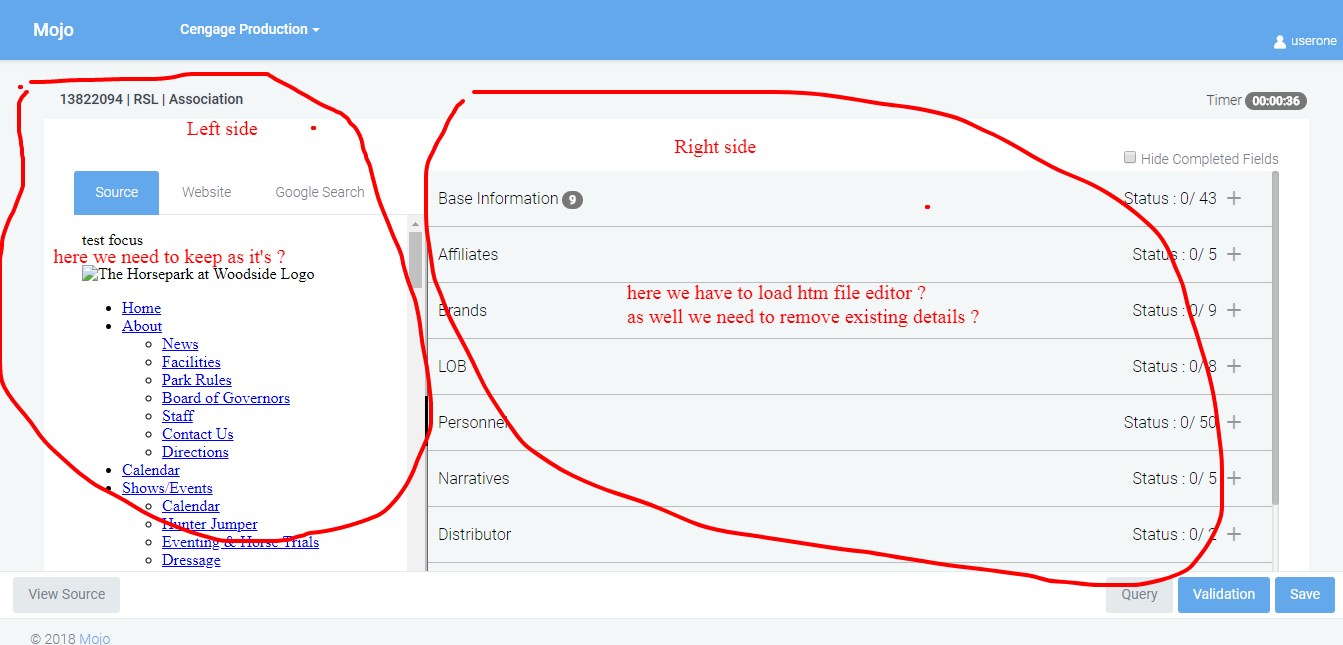 Mojo
Cengage Production
userone
13822094 | RSL | Association
Timer 00:00:36
Left side
Right side
Hide Completed Fields
Source
Website
Google Search
Base Information 9
Status : 0/ 43
test focus
here we need to keep as it's ?
The Horsepark at Woodside Logo
Affiliates
Status : 0/ 5
here we have to load htm file editor ?
as well we need to remove existing details ?
Home
About
News
Facilities
Park Rules
Board of Governors
Staff
Contact Us
Directions
Calendar
Shows/Events
Calendar
Hunter Jumper
Eventing & Horse Trials
Dressage
Brands
Status : 0/ 9
LOB
Status : 0/ 8
Personnel
Status : 0/ 50
Narratives
Status : 0/ 5
Distributor
Status : 0/ 2
View Source
Query
Validation
Save
© 2018 Mojo